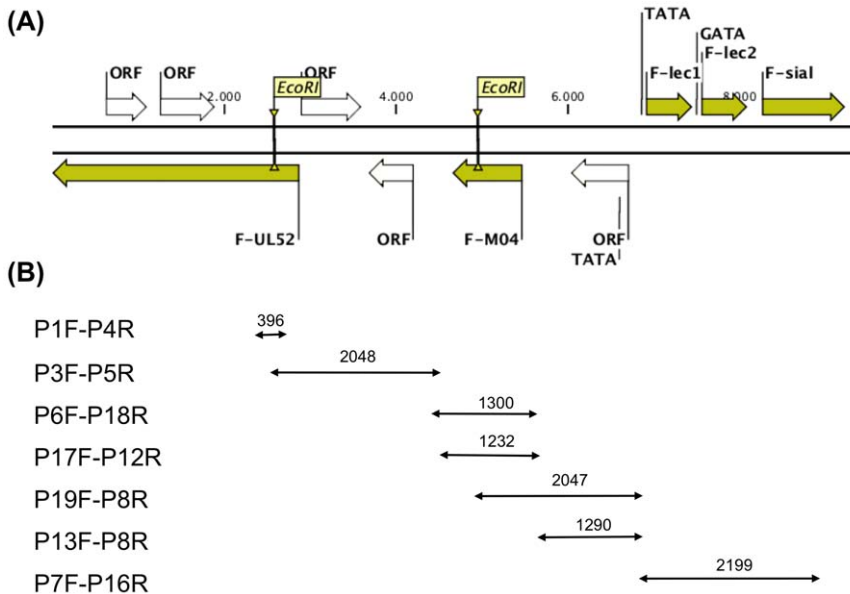 (A)
TATA
GATA
F-lec2
ORF ORF ORF F-lec1 F-sial
EcoRI EcoRI
2.000 4.000 6.000 8.000
F-UL52 ORF F-M04 ORF
TATA
(B)
P1F-P4R 396
P3F-P5R 2048
P6F-P18R 1300
P17F-P12R 1232
P19F-P8R 2047
P13F-P8R 1290
P7F-P16R 2199